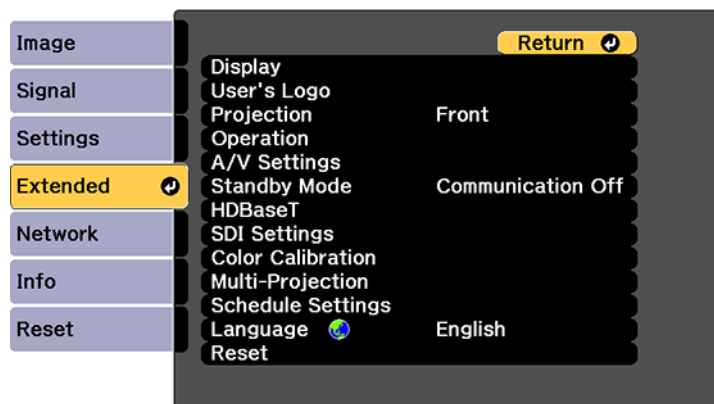 Image
Signal
Settings
Extended
Network
Info
Reset
Return
Display
User's Logo
Projection Front
Operation
A/V Settings
Standby Mode Communication Off
HDBaseT
SDI Settings
Color Calibration
Multi-Projection
Schedule Settings
Language English
Reset